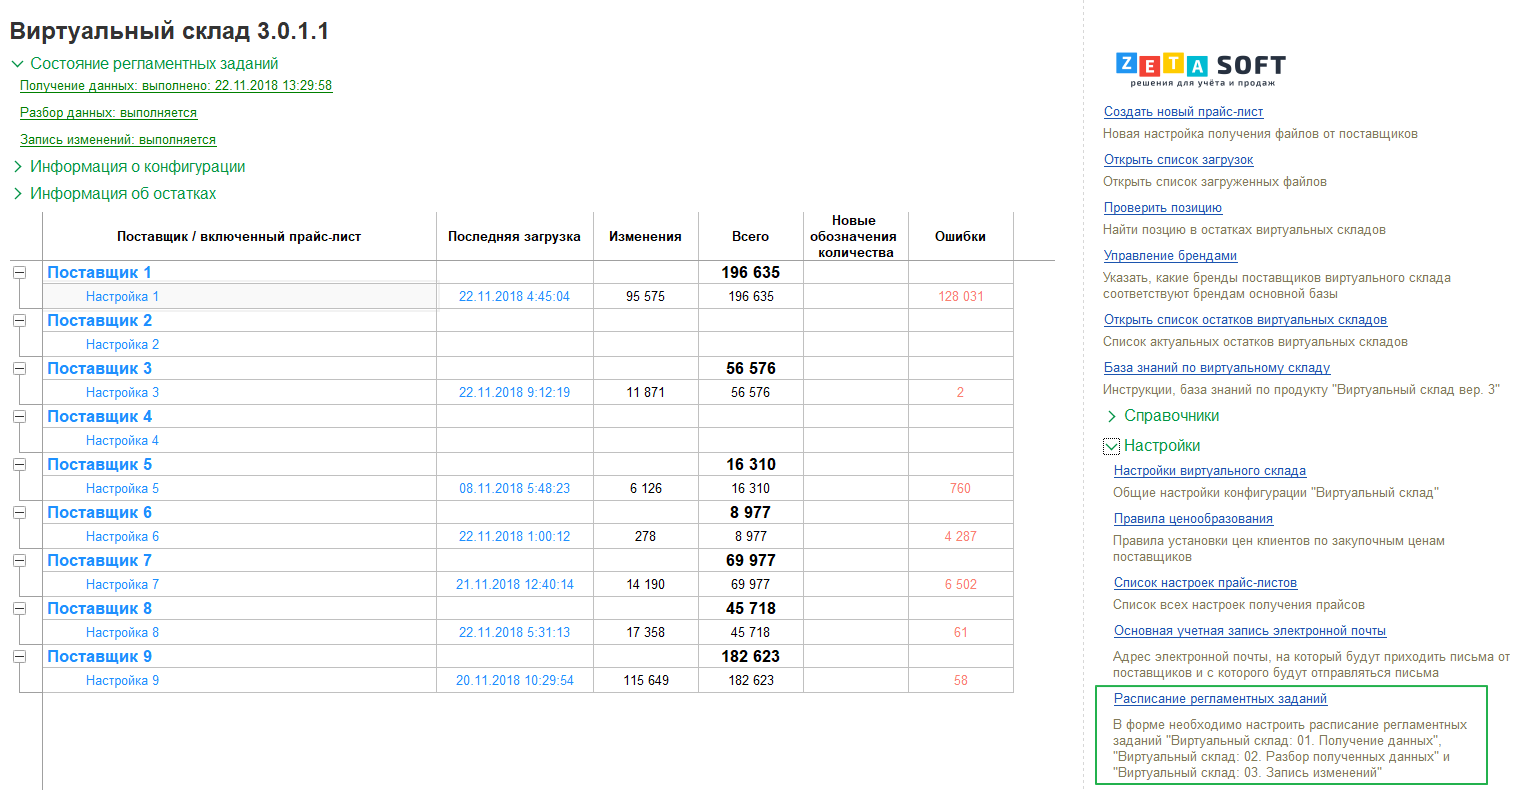 Виртуальный склад 3.0.1.1
Состояние регламентных заданий
Получение данных: выполнено: 22.11.2018 13:29:58
Разбор данных: выполняется
Запись изменений: выполняется
Информация о конфигурации
Информация об остатках
Поставщик / включенный прайс-лист Последняя загрузка Изменения Всего Новые обозначения количества Ошибки
Поставщик 1 196 635
Настройка 1 22.11.2018 4:45:04 95 575 196 635 128 031
Поставщик 2
Настройка 2
Поставщик 3 56 576
Настройка 3 22.11.2018 9:12:19 11 871 56 576 2
Поставщик 4
Настройка 4
Поставщик 5 16 310
Настройка 5 08.11.2018 5:48:23 6 126 16 310 760
Поставщик 6 8 977
Настройка 6 22.11.2018 1:00:12 278 8 977 4 287
Поставщик 7 69 977
Настройка 7 21.11.2018 12:40:14 14 190 69 977 6 502
Поставщик 8 45 718
Настройка 8 22.11.2018 5:31:13 17 358 45 718 61
Поставщик 9 182 623
Настройка 9 20.11.2018 10:29:54 115 649 182 623 58
ZETA SOFT
решения для учёта и продаж
Создать новый прайс-лист
Новая настройка получения файлов от поставщиков
Открыть список загрузок
Открыть список загруженных файлов
Проверить позицию
Найти позцию в остатках виртуальных складов
Управление брендами
Указать, какие бренды поставщиков виртуального склада
соответствуют брендам основной базы
Открыть список остатков виртуальных складов
Список актуальных остатков виртуальных складов
База знаний по виртуальному складу
Инструкции, база знаний по продукту "Виртуальный склад вер. 3"
Справочники
Настройки
Настройки виртуального склада
Общие настройки конфигурации "Виртуальный склад"
Правила ценообразования
Правила установки цен клиентов по закупочным ценам
поставщиков
Список настроек прайс-листов
Список всех настроек получения прайсов
Основная учетная запись электронной почты
Адрес электронной почты, на который будут приходить письма от
поставщиков и с которого будут отправляться письма
Расписание регламентных заданий
В форме необходимо настроить расписание регламентных
заданий "Виртуальный склад: 01. Получение данных",
"Виртуальный склад: 02. Разбор полученных данных" и
"Виртуальный склад: 03. Запись изменений"